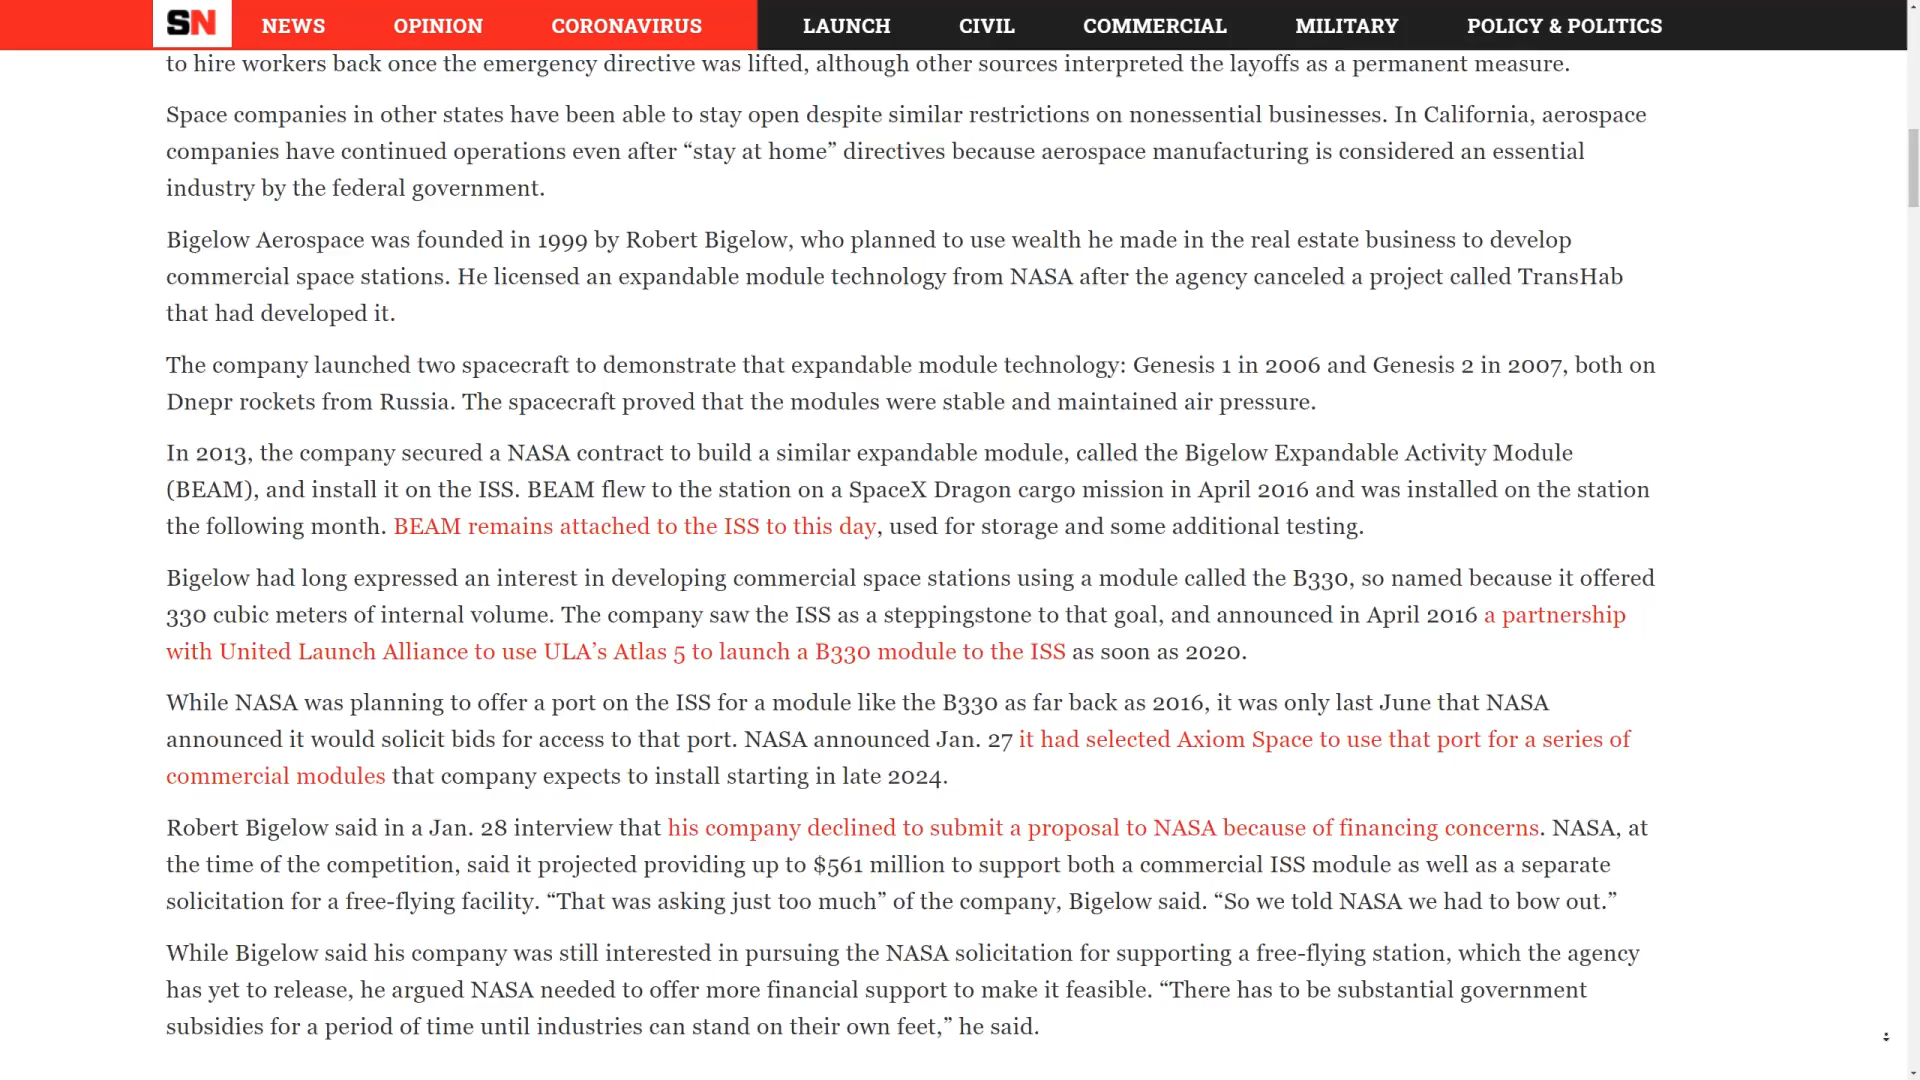 SN NEWS OPINION CORONAVIRUS LAUNCH CIVIL COMMERCIAL MILITARY POLICY & POLITICS
to hire workers back once the emergency directive was lifted, although other sources interpreted the layoffs as a permanent measure.
Space companies in other states have been able to stay open despite similar restrictions on nonessential businesses. In California, aerospace
companies have continued operations even after “stay at home” directives because aerospace manufacturing is considered an essential
industry by the federal government.
Bigelow Aerospace was founded in 1999 by Robert Bigelow, who planned to use wealth he made in the real estate business to develop
commercial space stations. He licensed an expandable module technology from NASA after the agency canceled a project called TransHab
that had developed it.
The company launched two spacecraft to demonstrate that expandable module technology: Genesis 1 in 2006 and Genesis 2 in 2007, both on
Dnepr rockets from Russia. The spacecraft proved that the modules were stable and maintained air pressure.
In 2013, the company secured a NASA contract to build a similar expandable module, called the Bigelow Expandable Activity Module
(BEAM), and install it on the ISS. BEAM flew to the station on a SpaceX Dragon cargo mission in April 2016 and was installed on the station
the following month. BEAM remains attached to the ISS to this day, used for storage and some additional testing.
Bigelow had long expressed an interest in developing commercial space stations using a module called the B330, so named because it offered
330 cubic meters of internal volume. The company saw the ISS as a steppingstone to that goal, and announced in April 2016 a partnership
with United Launch Alliance to use ULA’s Atlas 5 to launch a B330 module to the ISS as soon as 2020.
While NASA was planning to offer a port on the ISS for a module like the B330 as far back as 2016, it was only last June that NASA
announced it would solicit bids for access to that port. NASA announced Jan. 27 it had selected Axiom Space to use that port for a series of
commercial modules that company expects to install starting in late 2024.
Robert Bigelow said in a Jan. 28 interview that his company declined to submit a proposal to NASA because of financing concerns. NASA, at
the time of the competition, said it projected providing up to $561 million to support both a commercial ISS module as well as a separate
solicitation for a free-flying facility. “That was asking just too much” of the company, Bigelow said. “So we told NASA we had to bow out.”
While Bigelow said his company was still interested in pursuing the NASA solicitation for supporting a free-flying station, which the agency
has yet to release, he argued NASA needed to offer more financial support to make it feasible. “There has to be substantial government
subsidies for a period of time until industries can stand on their own feet,” he said.